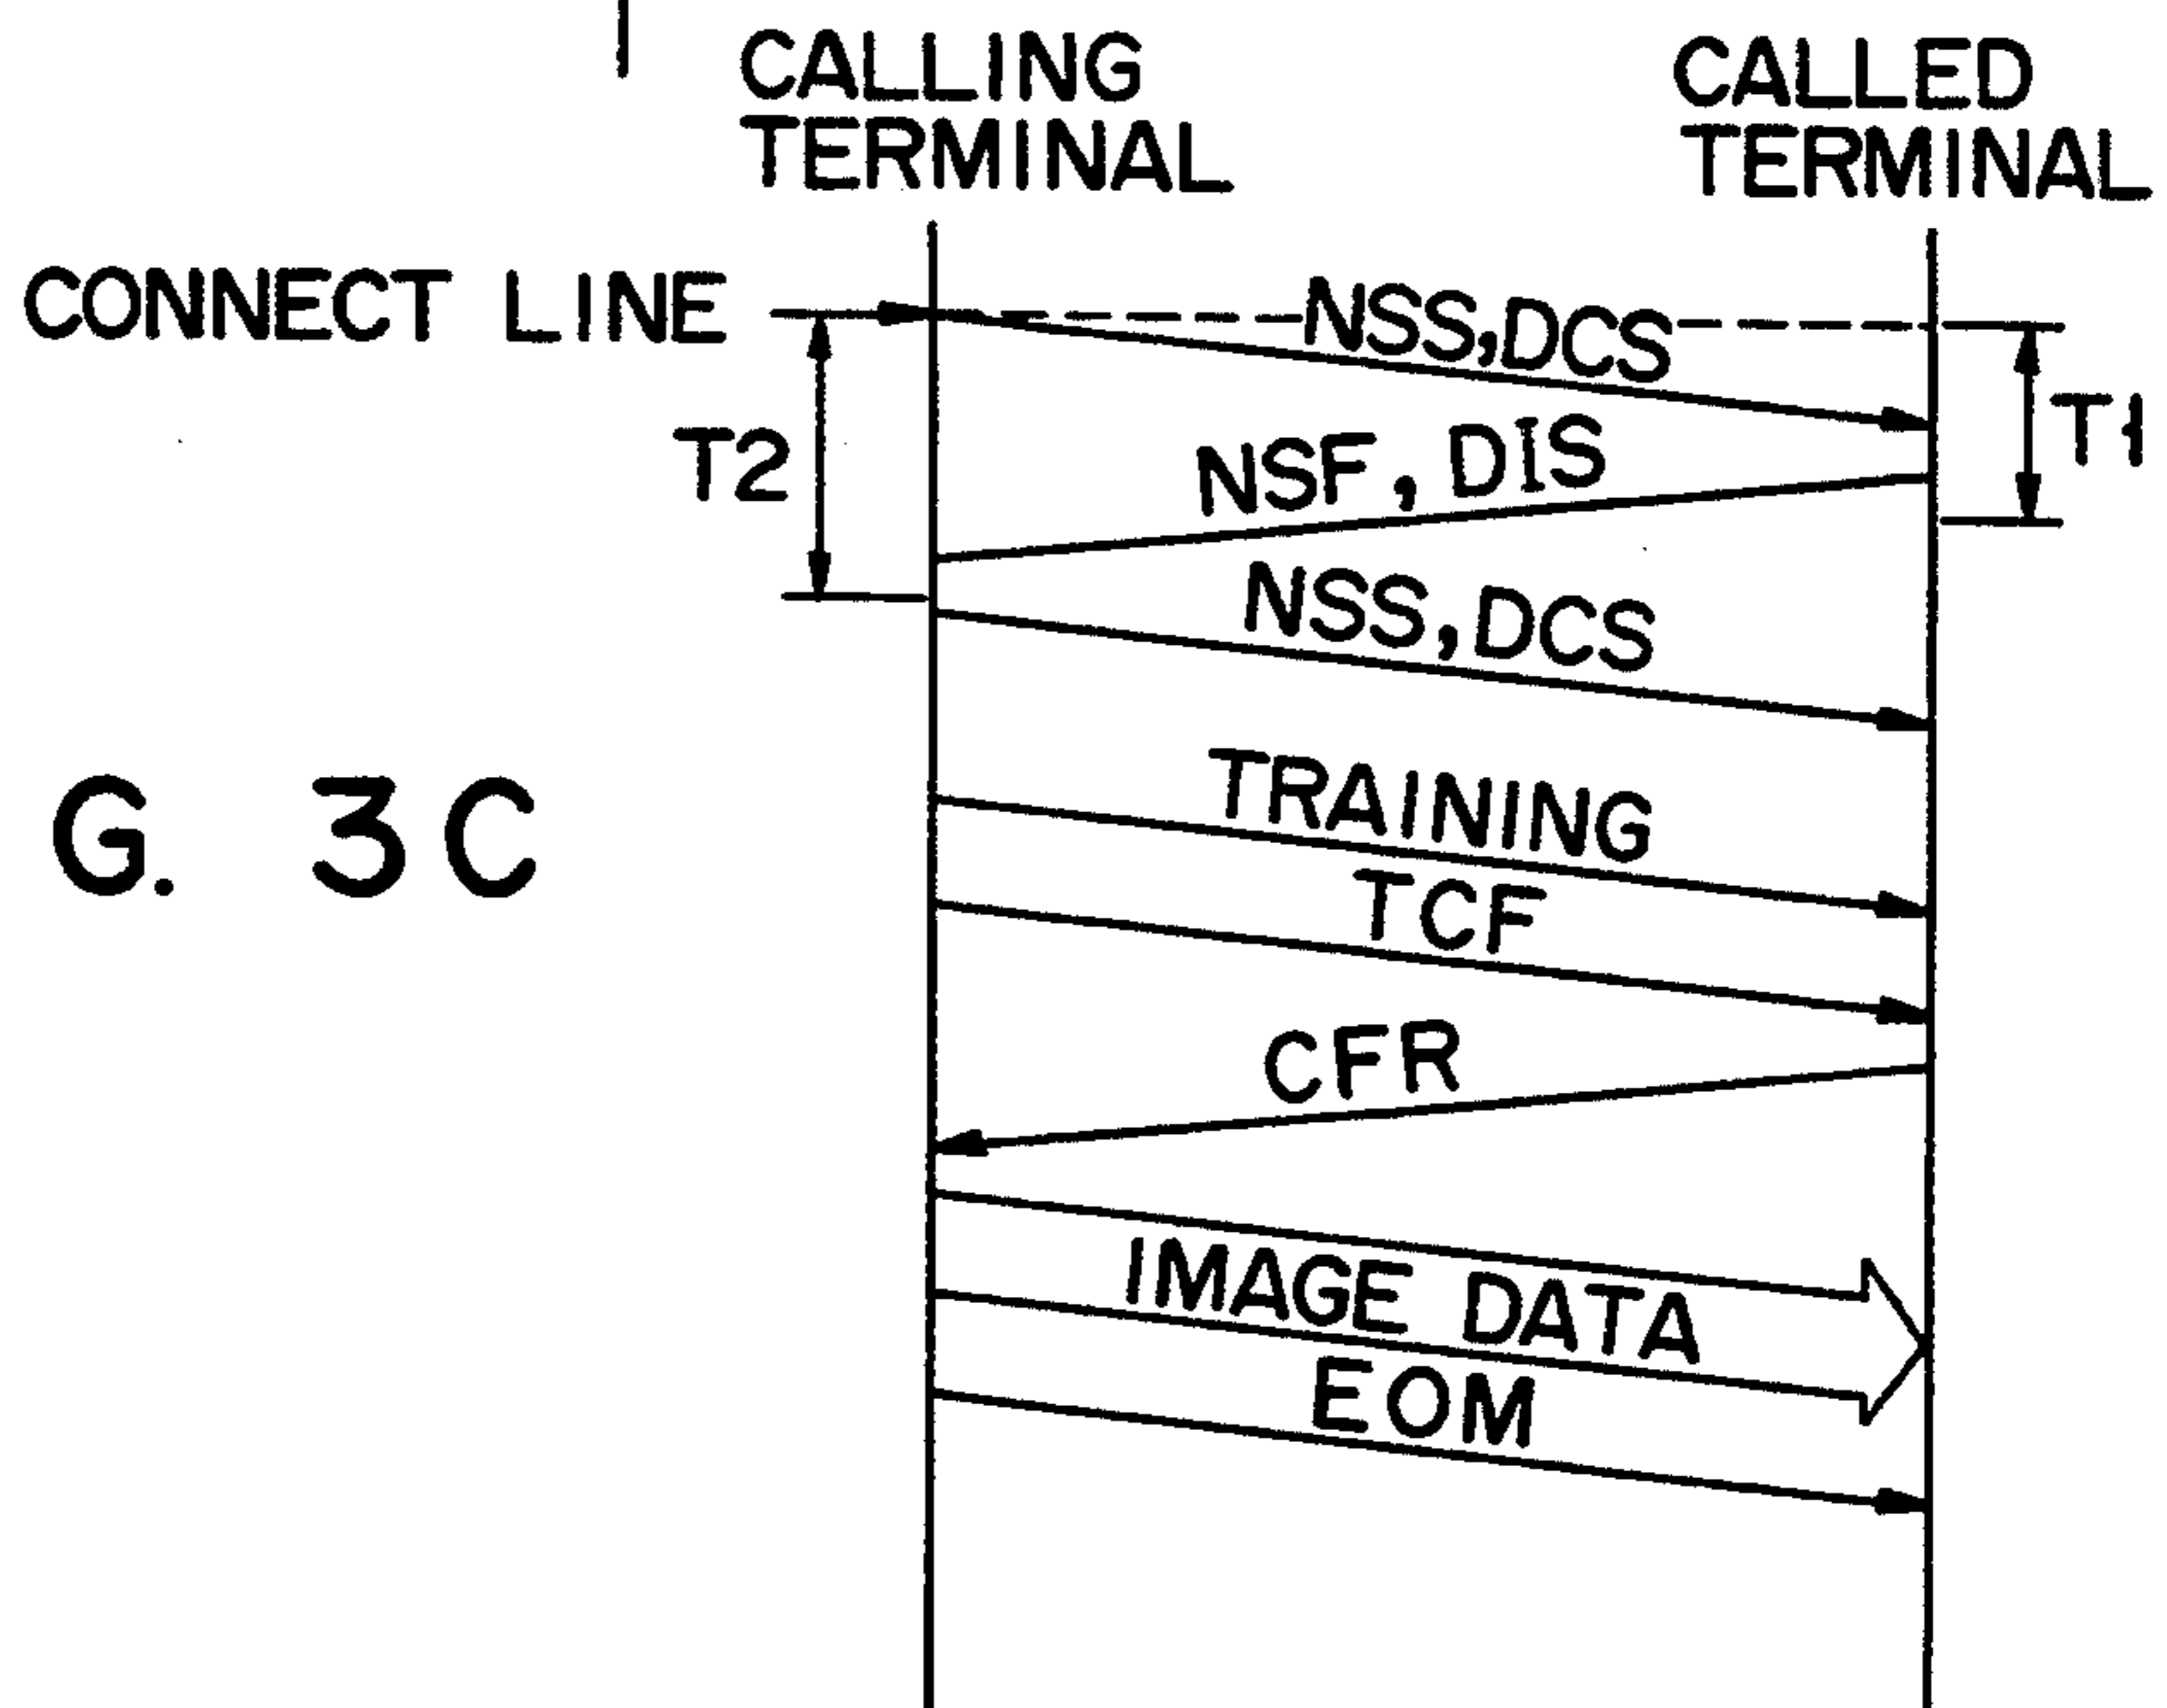 CALLING
TERMINAL
CALLED
TERMINAL
CONNECT LINE
NSS,DCS
T1
T2
NSF, DIS
NSS,DCS
TRAINING
G. 3C
TCF
CFR
IMAGE DATA
EOM